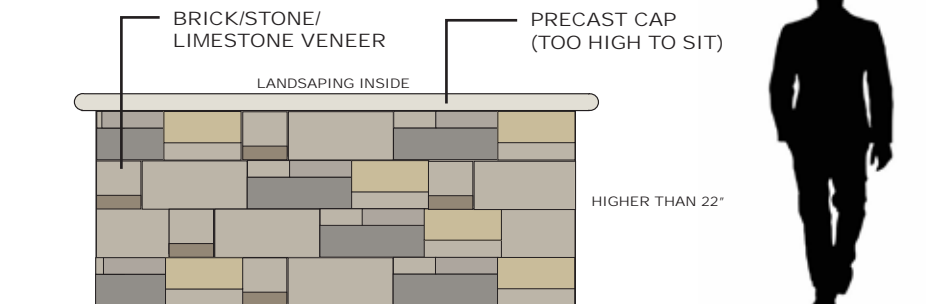 BRICK/STONE/
LIMESTONE VENEER
PRECAST CAP
(TOO HIGH TO SIT)
LANDSAPING INSIDE
HIGHER THAN 22"